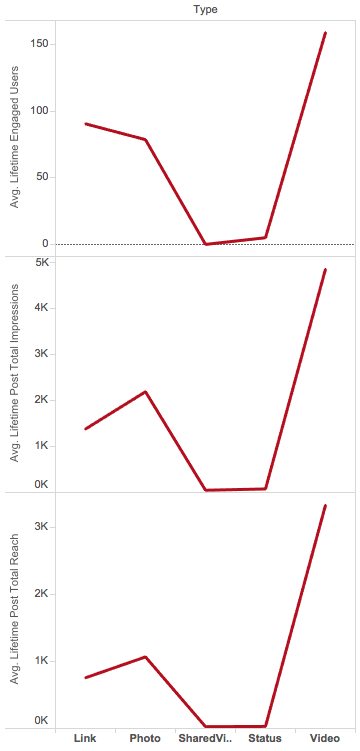 Type
Avg. Lifetime Engaged Users
150
100
50
0
Avg. Lifetime Post Total Impressions
5K
4K
3K
2K
1K
0K
Avg. Lifetime Post Total Reach
3K
2K
1K
0K
Link Photo SharedVi.. Status Video